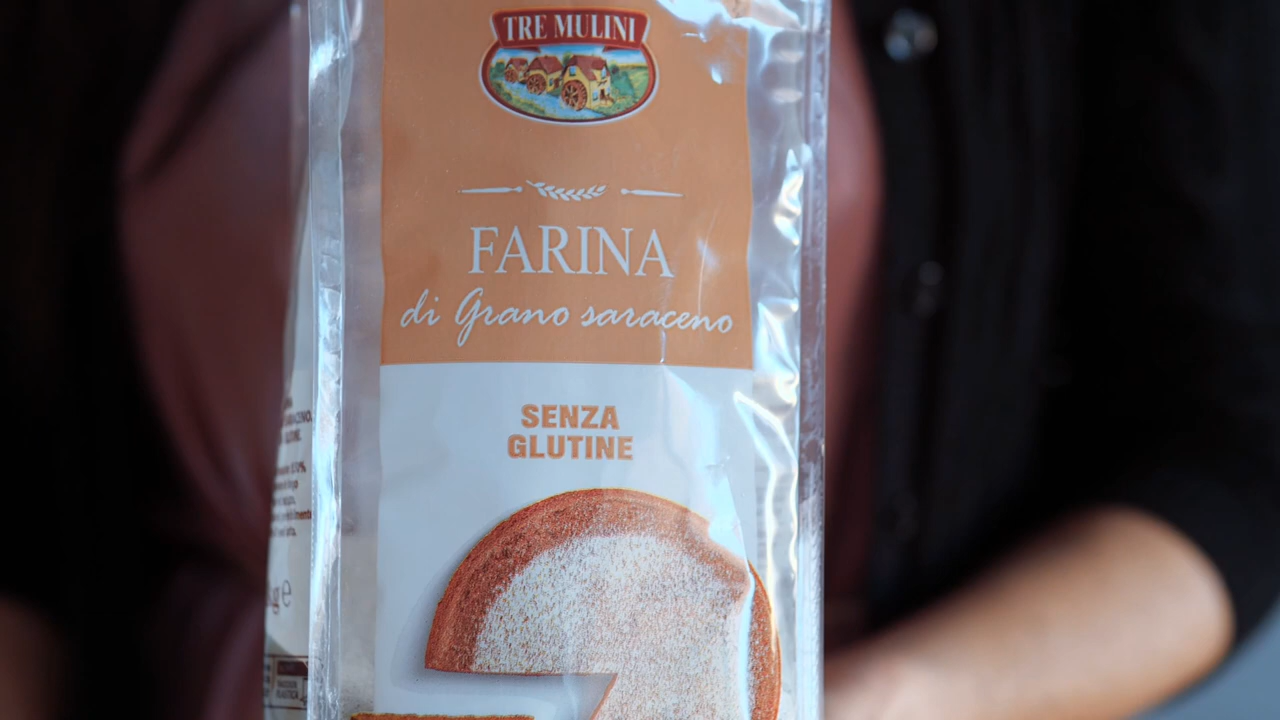 TRE MULINI
FARINA
di Grano saraceno
SENZA
GLUTINE